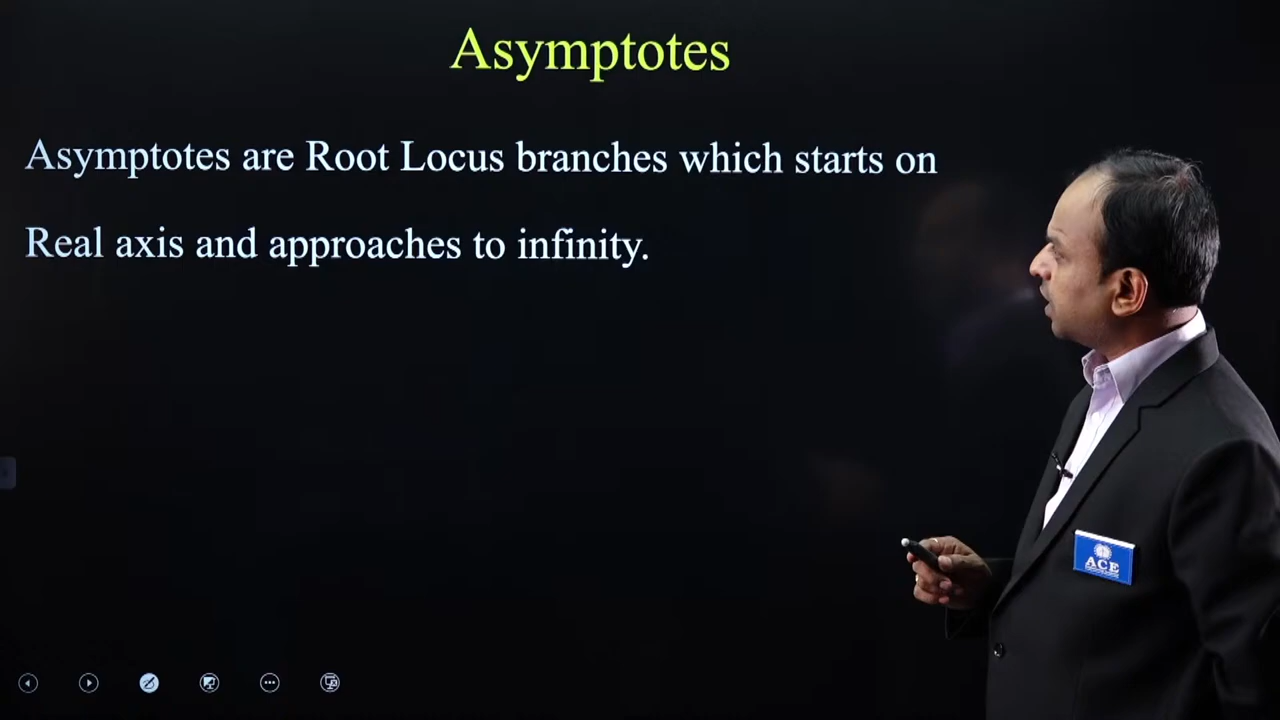 Asymptotes
Asymptotes are Root Locus branches which starts on
Real axis and approaches to infinity.
ACE